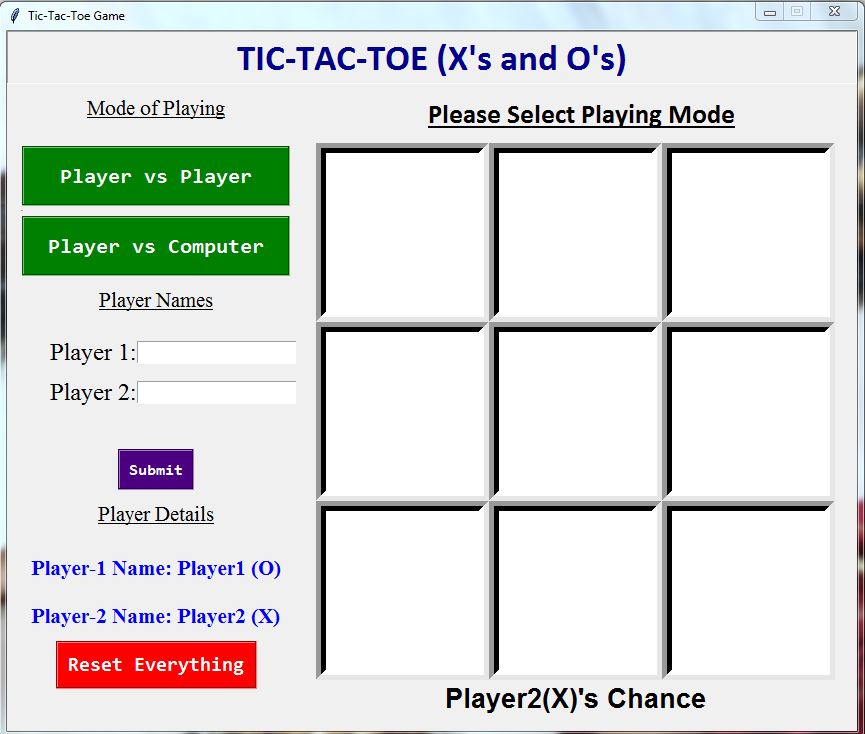 Tic-Tac-Toe Game
TIC-TAC-TOE (X's and O's)
Mode of Playing
Please Select Playing Mode
Player vs Player
Player vs Computer
Player Names
Player 1:
Player 2:
Submit
Player Details
Player-1 Name: Player1 (O)
Player-2 Name: Player2 (X)
Reset Everything
Player2(X)'s Chance